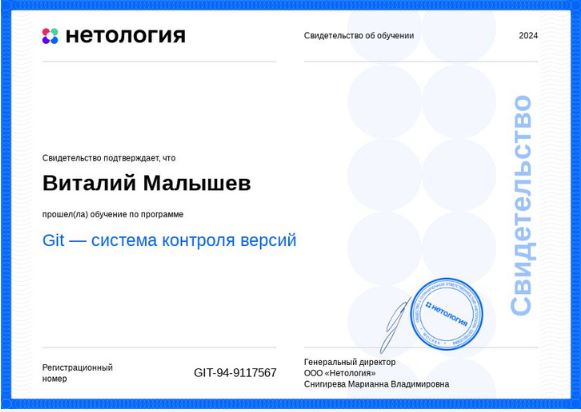 нетология
Свидетельство об обучении
2024
Свидетельство подтверждает, что
Виталий Малышев
прошел(ла) обучение по программе
Git — система контроля версий
Свидетельство
нетология
Регистрационный
номер
GIT-94-9117567
Генеральный директор
ООО «Нетология»
Снигирева Марианна Владимировна